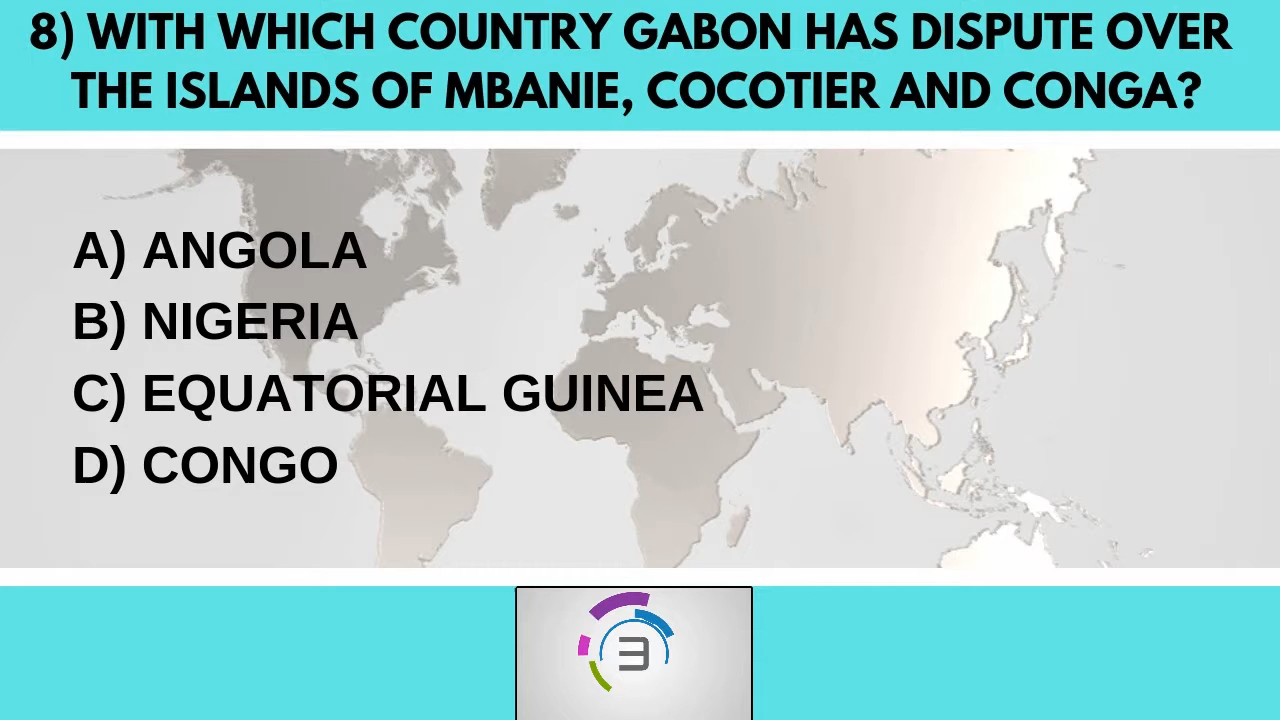 8) WITH WHICH COUNTRY GABON HAS DISPUTE OVER
THE ISLANDS OF MBANIE, COCOTIER AND CONGA?
A) ANGOLA
B) NIGERIA
C) EQUATORIAL GUINEA
D) CONGO
3